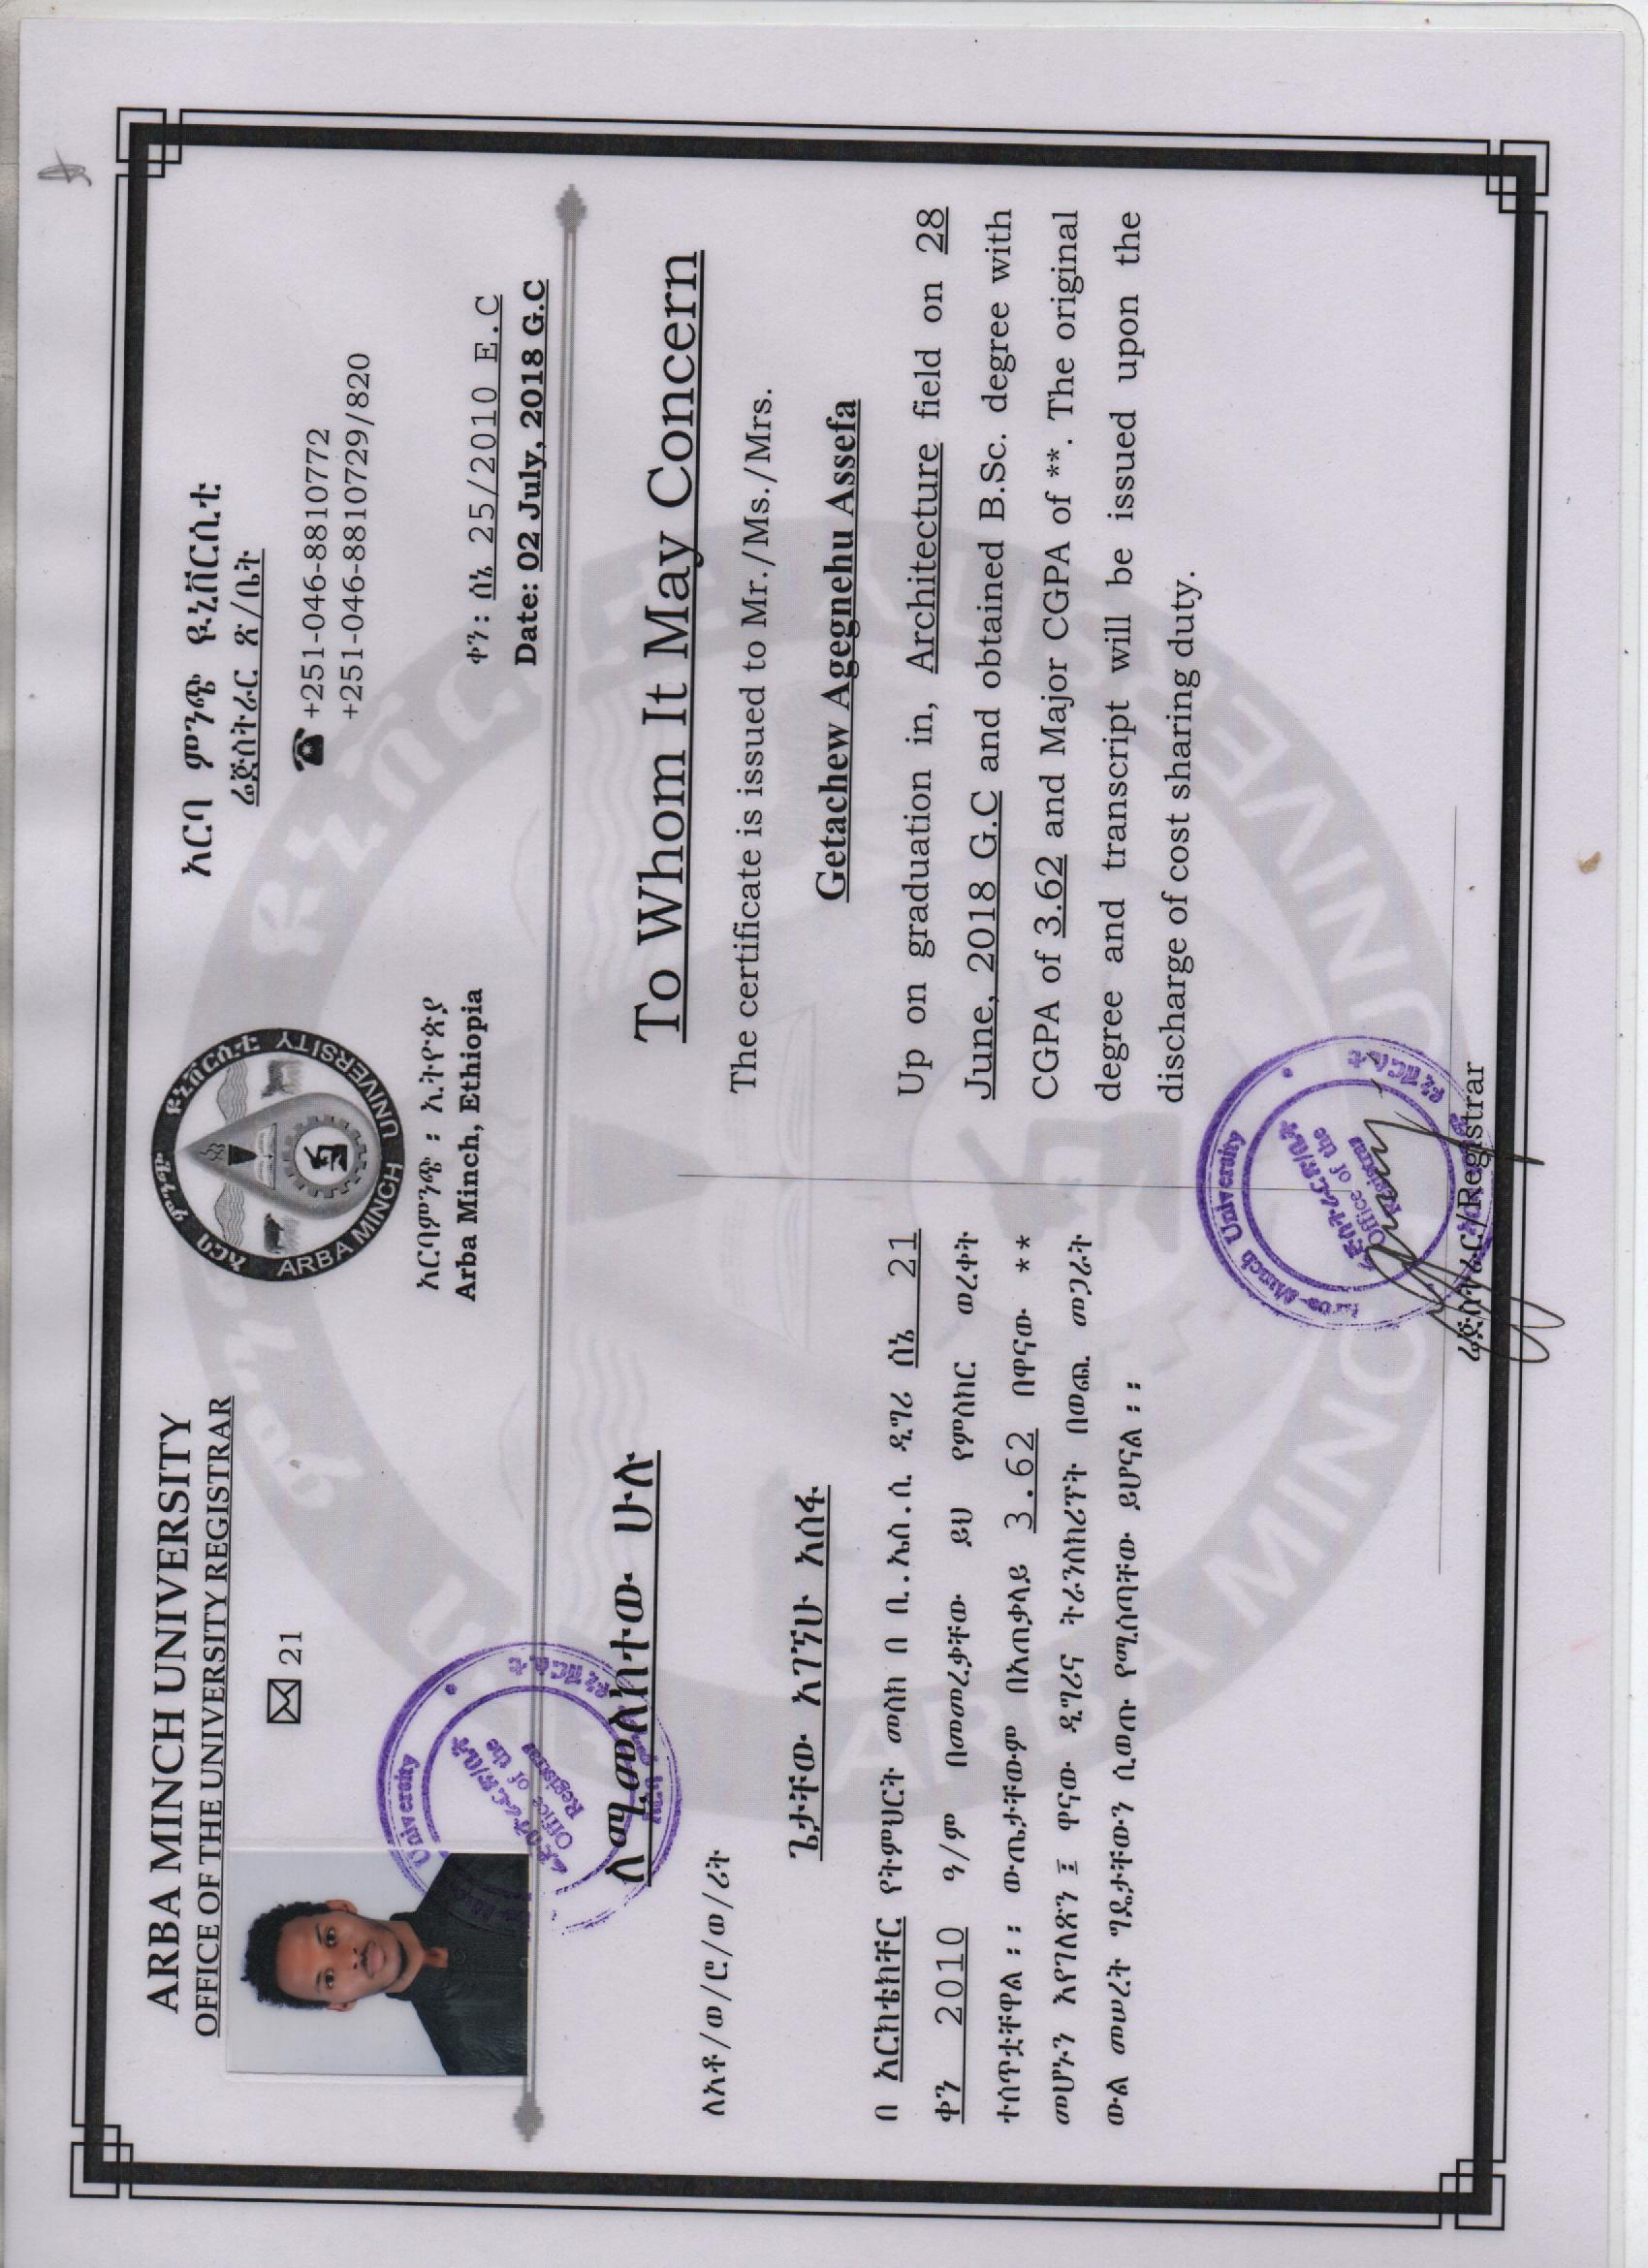 ARBA MINCH UNIVERSITY
OFFICE OF THE UNIVERSITY REGISTRAR
21
አርባ ምንጭ ዩኒቨርሲቲ
ARBA MINCH UNIVERSITY
አርባምንጭ ፡ ኢትዮጵያ
Arba Minch, Ethiopia
አርባ ምንጭ ዩኒቨርሲቲ
ሬጅስትራር ጽ/ቤት
+251-046-8810772
+251-046-8810729/820
ቀን: ሰኔ 25/2010 E.C
Date: 02 July, 2018 G.C
University
ሬጅስተራርጽ/ቤት
Office of the
Registrar
ዩኒቨርሲቲ
ለሚመለከተው ሁሉ
ለአቶ/ወ/ሮ/ወ/ሪት
ጌታቸው አገኘሁ አሰፋ
በ አርክቴክቸር የትምህርት መስክ በ ቢ.ኤስ.ሲ ዲግሪ ሰኔ 21
ቀን 2010 ዓ/ም በመመረቃቸው ይህ የምስክር ወረቀት
ተሰጥቷቸዋል፡፡ ውጤታቸውም በአጠቃላይ 3.62 በዋናው **
መሆኑን እየገለጽን ፤ ዋናው ዲግሪና ትራንስክሪፕት በወጪ መጋራት
ውል መሠረት ግዴታቸውን ሲወጡ የሚሰጣቸው ይሆናል፡፡
To Whom It May Concern
The certificate is issued to Mr./Ms./Mrs.
Getachew Agegnehu Assefa
Up on graduation in, Architecture field on 28
June, 2018 G.C and obtained B.Sc. degree with
CGPA of 3.62 and Major CGPA of **. The original
degree and transcript will be issued upon the
discharge of cost sharing duty.
Arba-Minch University
ሬጅስተራርጽ/ቤት
Office of the
Registrar
ዩኒቨርሲቲ
ሬጅስተራር/Registrar